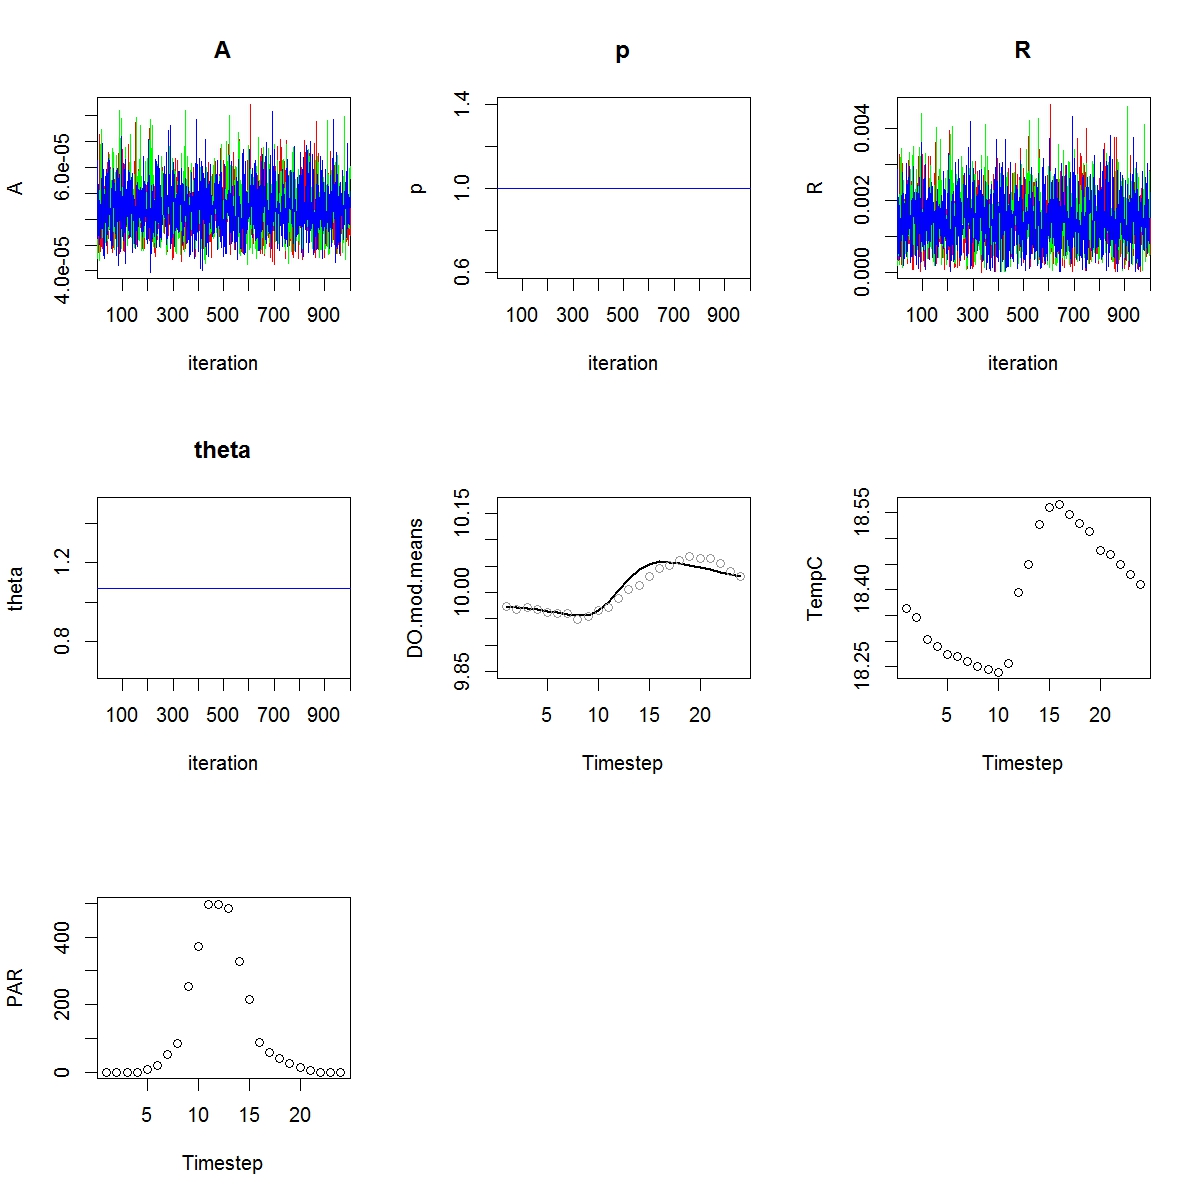 A
p
R
A
4.0e-05 6.0e-05
100 300 500 700 900
iteration
p
0.6 1.0 1.4
100 300 500 700 900
iteration
R
0.000 0.002 0.004
100 300 500 700 900
iteration
theta
theta
0.8 1.2
100 300 500 700 900
iteration
DO.mod.means
9.85 10.00 10.15
5 10 15 20
Timestep
TempC
18.25 18.40 18.55
5 10 15 20
Timestep
PAR
0 200 400
5 10 15 20
Timestep